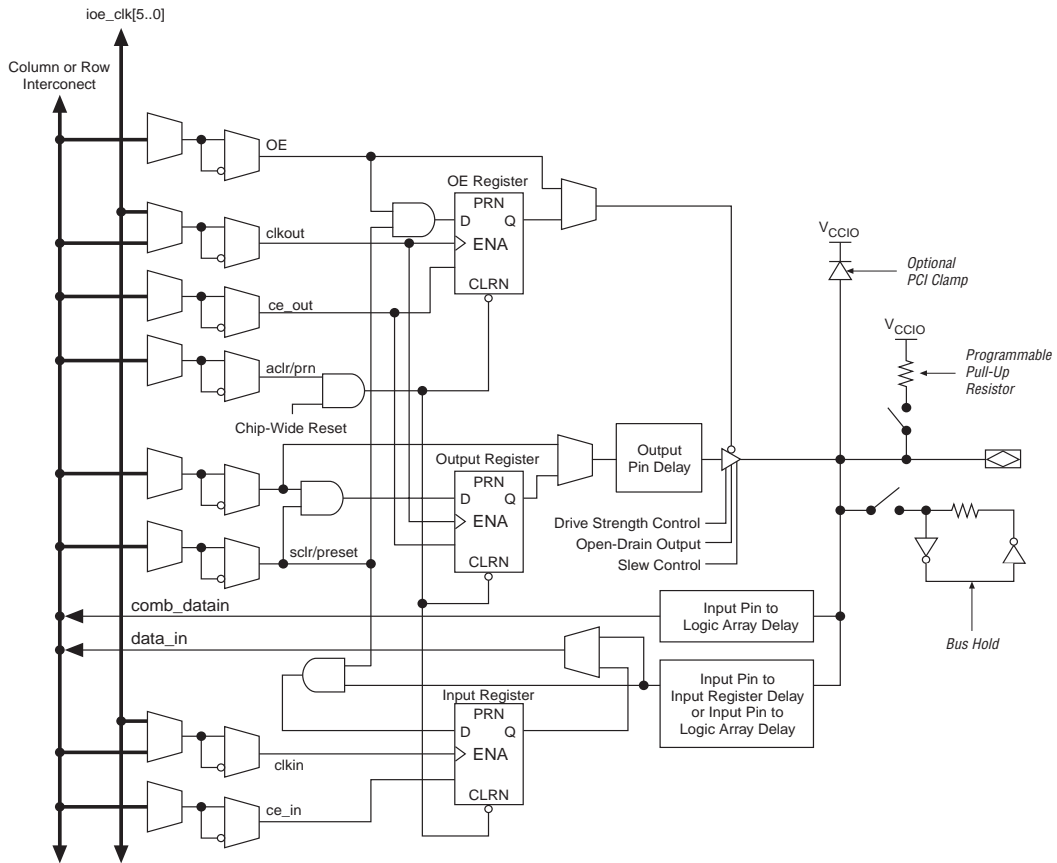 ioe_clk[5..0]
Column or Row
Interconect
OE
OE Register
PRN
D
Q
ENA
CLRN
clkout
ce_out
aclr/prn
Chip-Wide Reset
VCCIO
Optional
PCI Clamp
VCCIO
Programmable
Pull-Up
Resistor
Output Register
PRN
D
Q
ENA
CLRN
Output
Pin Delay
Drive Strength Control
Open-Drain Output
Slew Control
sclr/preset
comb_datain
Input Pin to
Logic Array Delay
Bus Hold
data_in
Input Pin to
Input Register Delay
or Input Pin to
Logic Array Delay
Input Register
PRN
D
Q
ENA
CLRN
clkin
ce_in